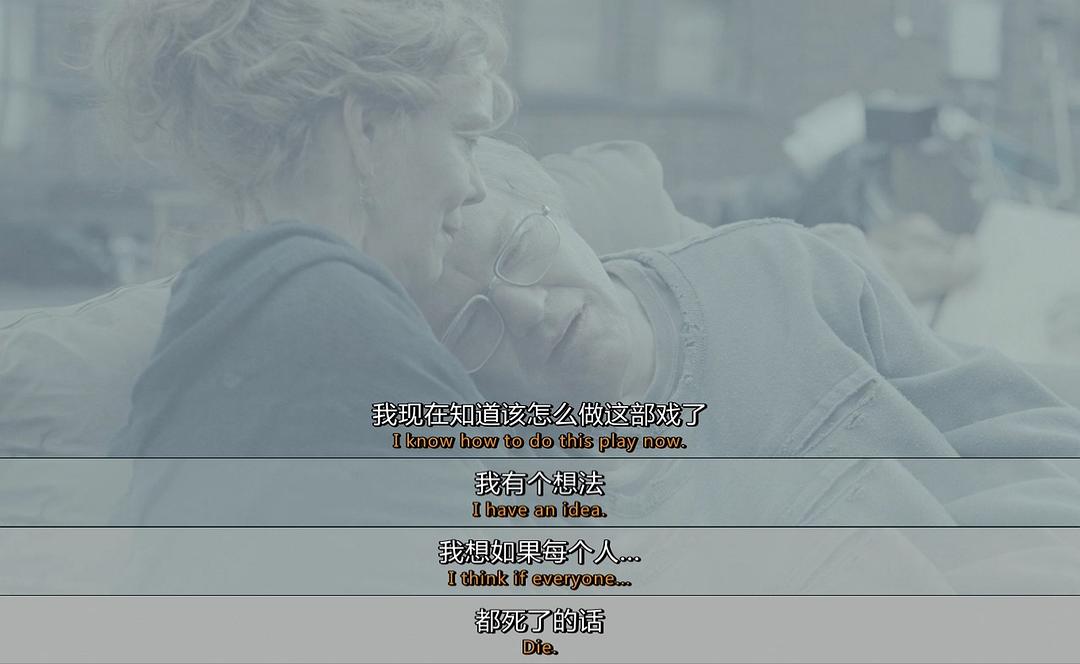 我现在知道该怎么做这部戏了
I know how to do this play now.
我有个想法
I have an idea.
我想如果每个人...
I think if everyone...
都死了的话
Die.